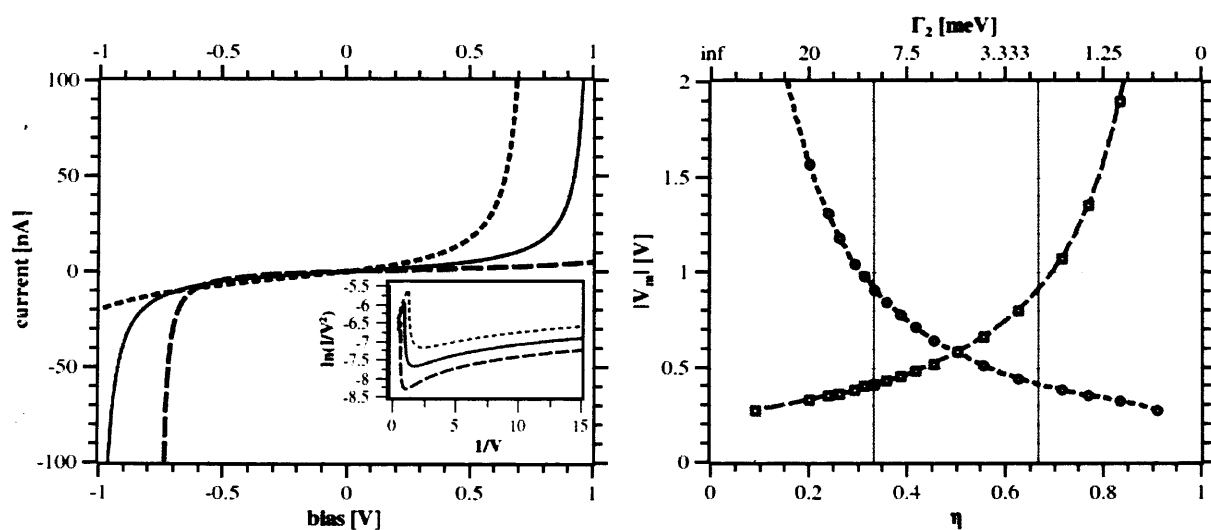 -1 -0.5 0 0.5 1
100
50
0
-50
-100
current [nA]
-1 -0.5 0 0.5 1
bias [V]
-5.5
-6
-6.5
-7
-7.5
-8
-8.5
ln(I/V²)
0 5 10 15
1/V
Γ₂ [meV]
inf 20 7.5 3.333 1.25 0
2
1.5
1
0.5
0
|Vₘ| [V]
0 0.2 0.4 0.6 0.8 1
η